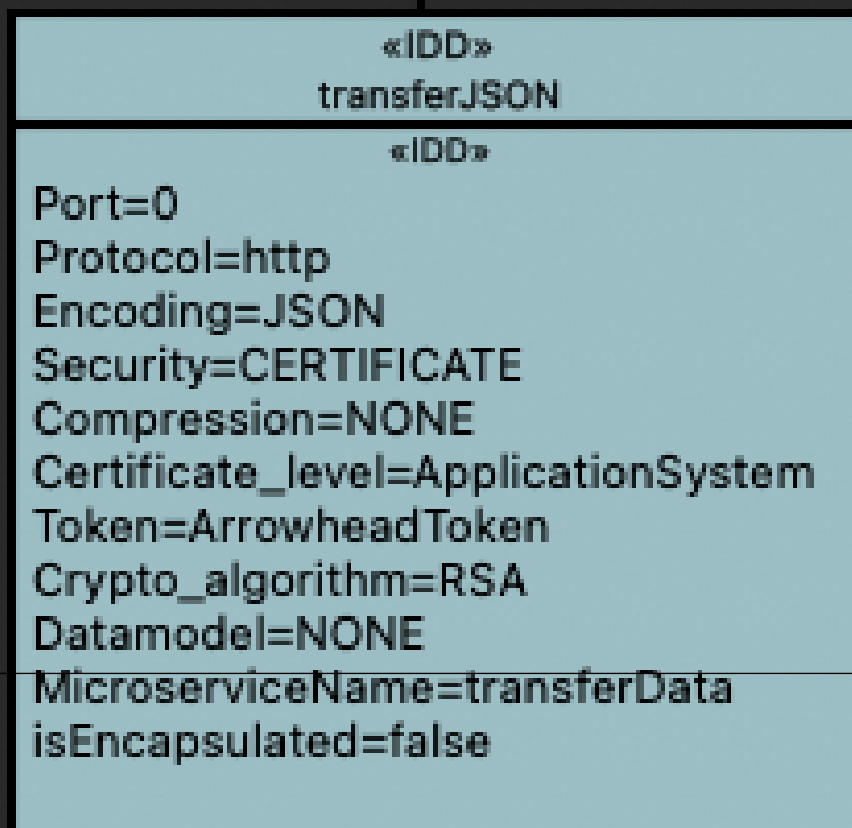 «IDD»
transferJSON
«IDD»
Port=0
Protocol=http
Encoding=JSON
Security=CERTIFICATE
Compression=NONE
Certificate_level=ApplicationSystem
Token=ArrowheadToken
Crypto_algorithm=RSA
Datamodel=NONE
MicroserviceName=transferData
isEncapsulated=false